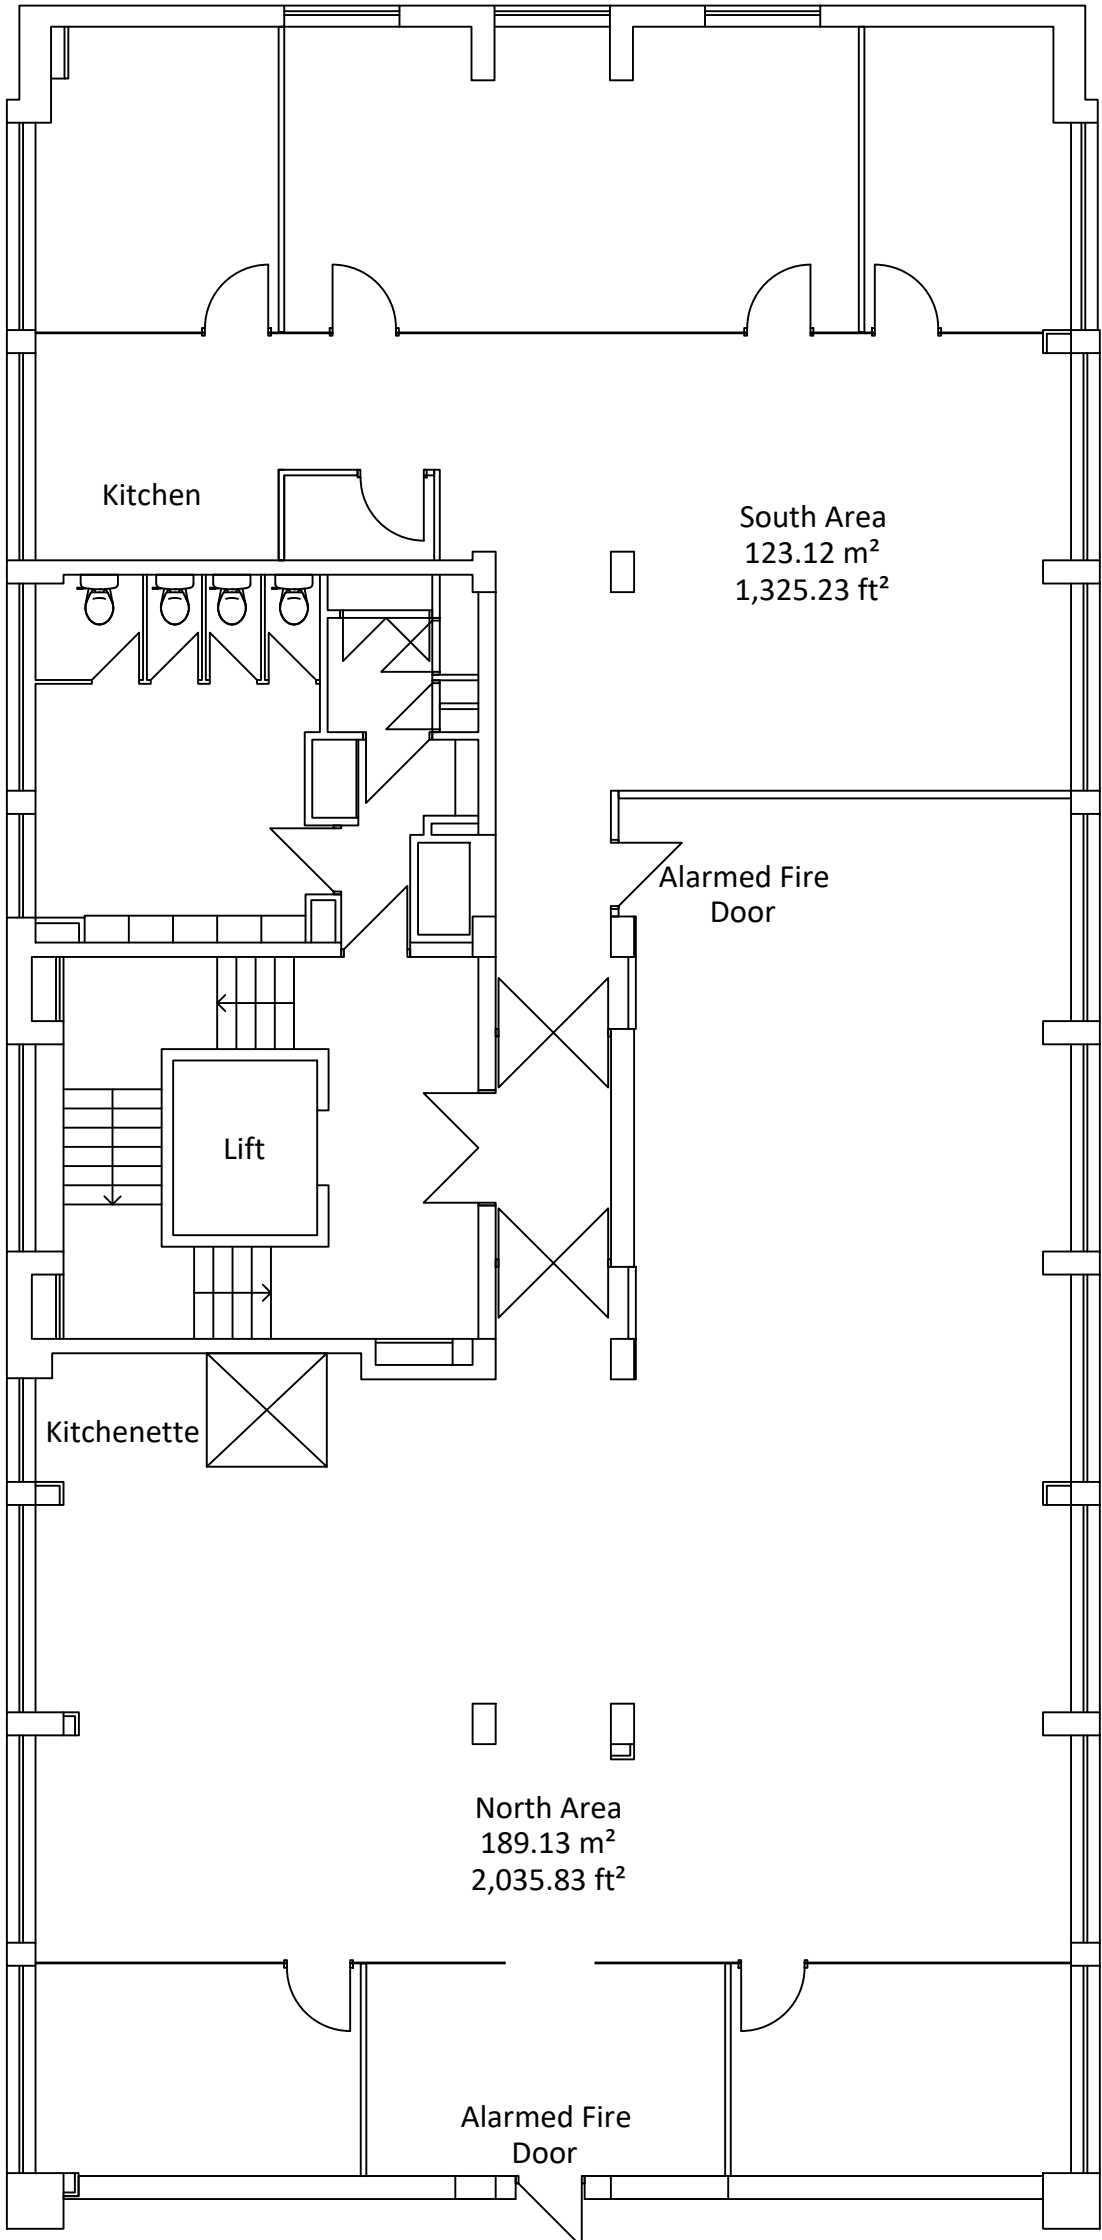 Kitchen
South Area
123.12 m²
1,325.23 ft²
Alarmed Fire
Door
Lift
Kitchenette
North Area
189.13 m²
2,035.83 ft²
Alarmed Fire
Door